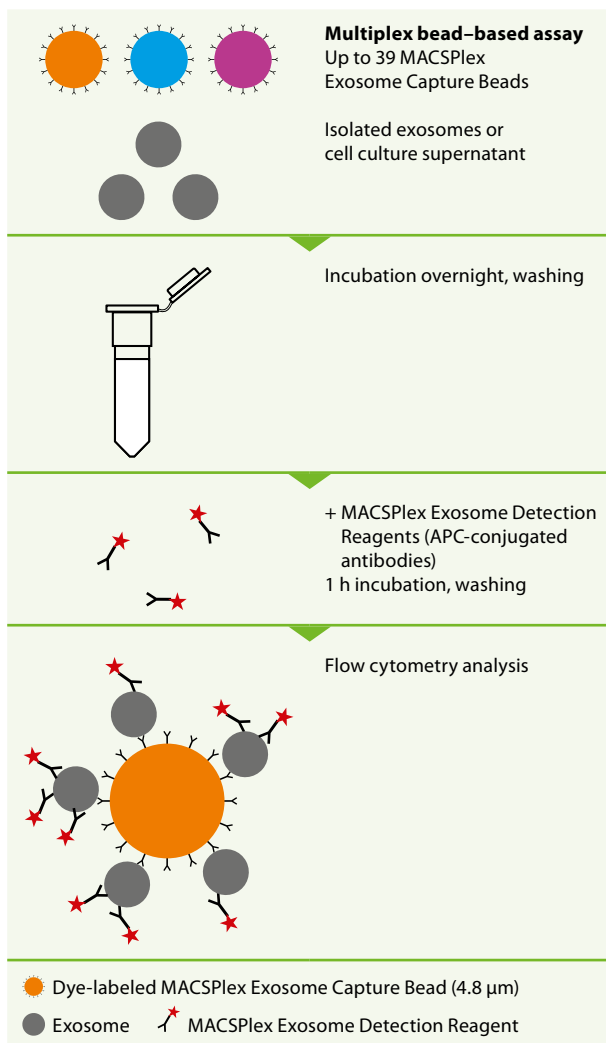 Multiplex bead–based assay
Up to 39 MACSPlex
Exosome Capture Beads
Isolated exosomes or
cell culture supernatant
Incubation overnight, washing
+ MACSPlex Exosome Detection
Reagents (APC-conjugated
antibodies)
1 h incubation, washing
Flow cytometry analysis
Dye-labeled MACSPlex Exosome Capture Bead (4.8 μm)
Exosome MACSPlex Exosome Detection Reagent